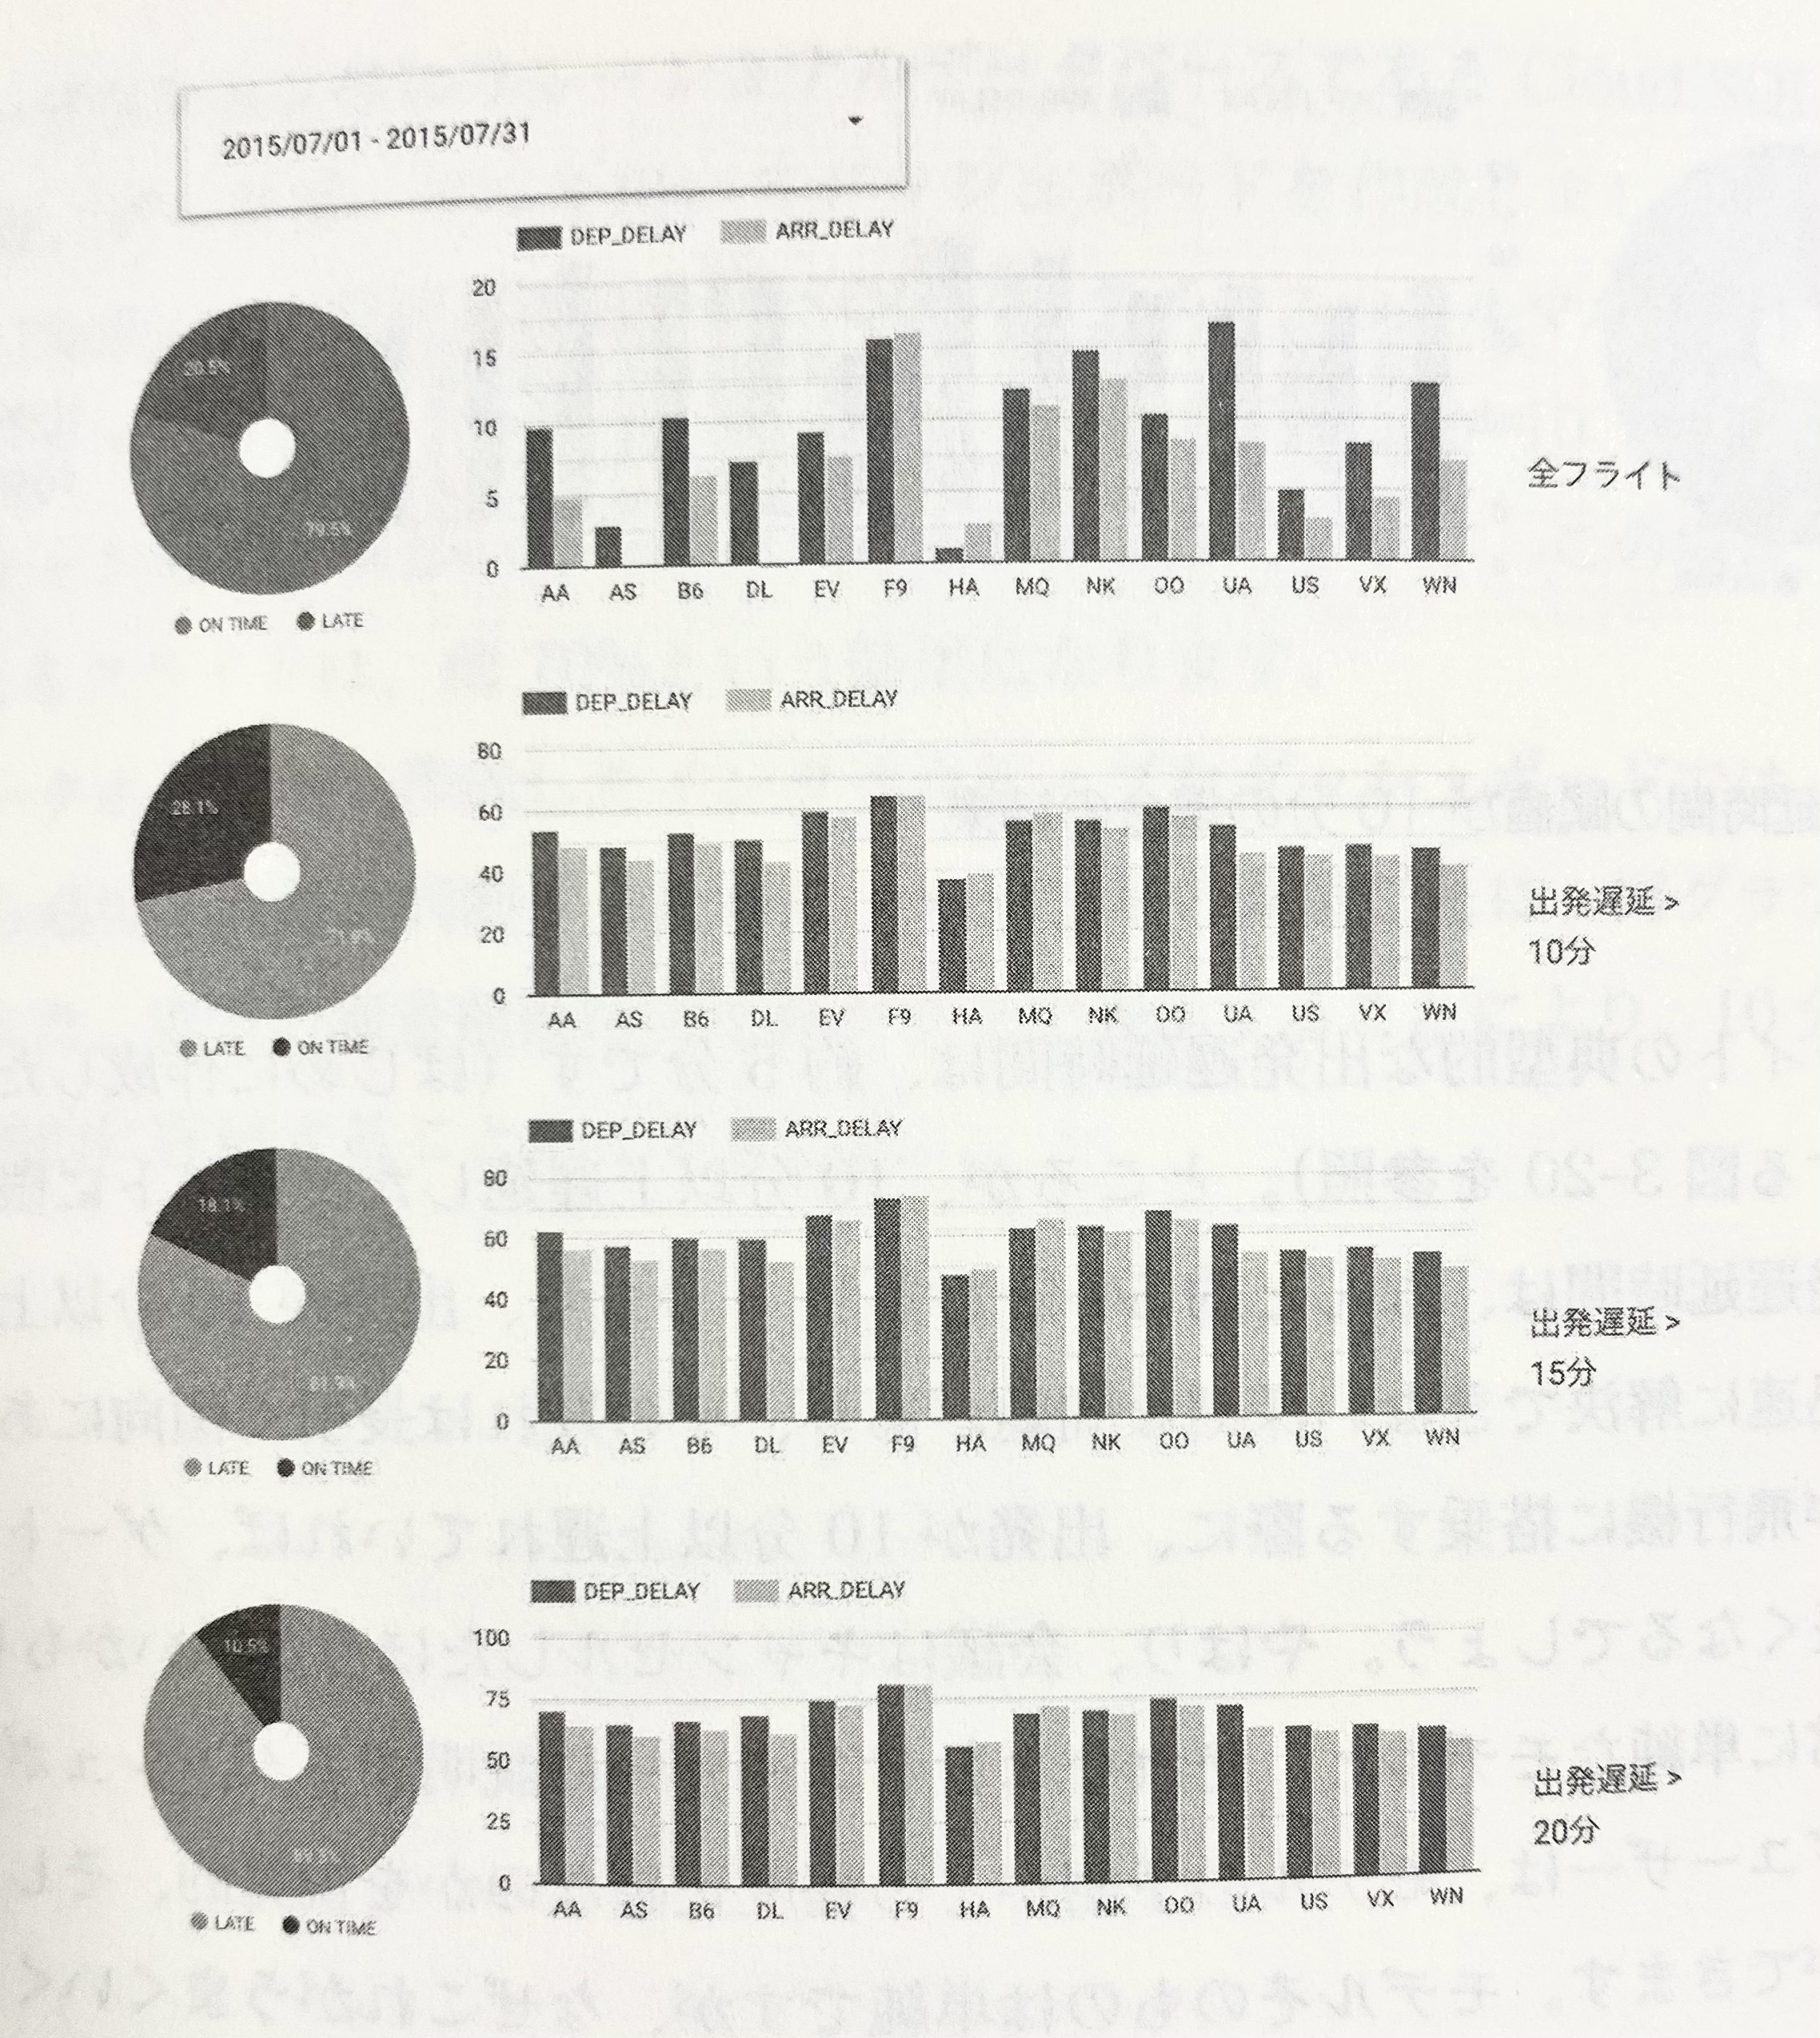 2015/07/01 - 2015/07/31
DEP_DELAY ARR_DELAY
20
15
10
5
0
20.5%
79.5%
AA AS B6 DL EV F9 HA MQ NK OO UA US VX WN
ON TIME LATE
全フライト
DEP_DELAY ARR_DELAY
80
60
40
20
0
28.1%
AA AS B6 DL EV F9 HA MQ NK OO UA US VX WN
LATE ON TIME
出発遅延 >
10分
DEP_DELAY ARR_DELAY
80
60
40
20
0
18.1%
AA AS B6 DL EV F9 HA MQ NK OO UA US VX WN
LATE ON TIME
出発遅延 >
15分
DEP_DELAY ARR_DELAY
100
75
50
25
0
10.5%
AA AS B6 DL EV F9 HA MQ NK OO UA US VX WN
LATE ON TIME
出発遅延 >
20分